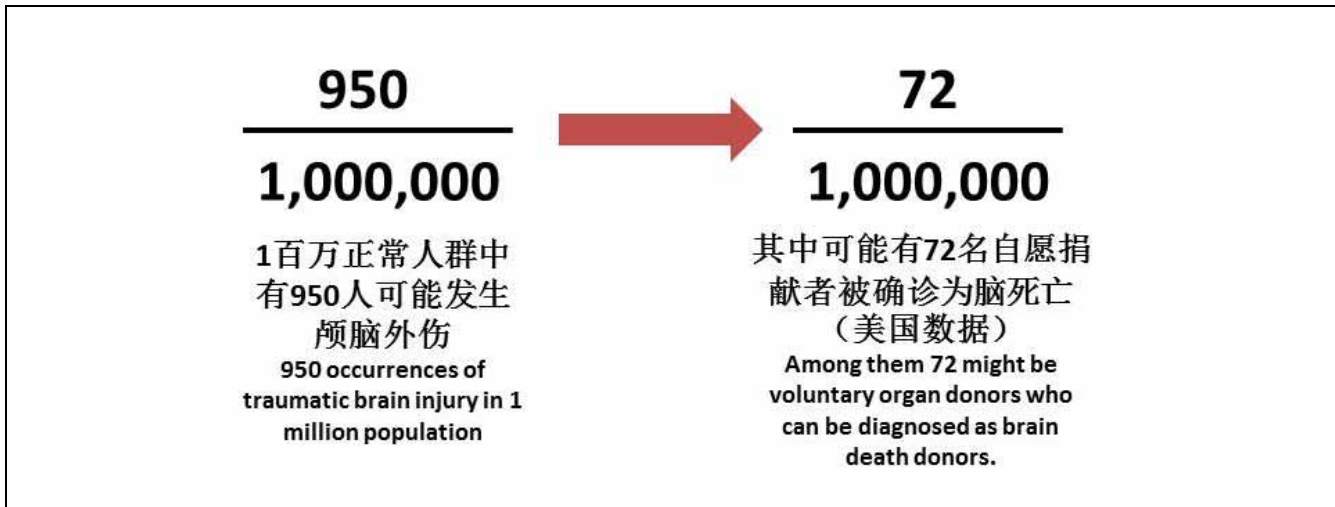 950
1,000,000
1百万正常人群中
有950人可能发生
颅脑外伤
950 occurrences of
traumatic brain injury in 1
million population
72
1,000,000
其中可能有72名自愿捐
献者被确诊为脑死亡
（美国数据）
Among them 72 might be
voluntary organ donors who
can be diagnosed as brain
death donors.